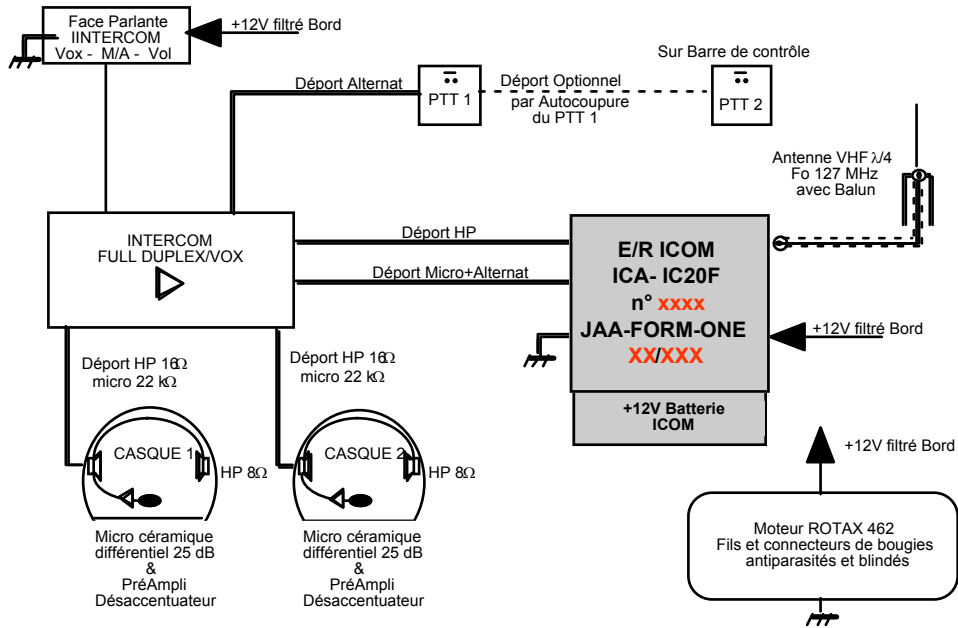 Face Parlante
IINTERCOM
Vox - M/A - Vol
+12V filtré Bord
Sur Barre de contrôle
Déport Alternat
PTT 1
Déport Optionnel
par Autocoupure
du PTT 1
PTT 2
Antenne VHF λ/4
Fo 127 MHz
avec Balun
INTERCOM
FULL DUPLEX/VOX
Déport HP
Déport Micro+Alternat
E/R ICOM
ICA- IC20F
n° xxxx
JAA-FORM-ONE
XX/XXX
+12V filtré Bord
+12V Batterie
ICOM
Déport HP 16Ω
micro 22 kΩ
Déport HP 16Ω
micro 22 kΩ
CASQUE 1
HP 8Ω
CASQUE 2
HP 8Ω
Micro céramique
différentiel 25 dB
&
PréAmpli
Désaccentuateur
Micro céramique
différentiel 25 dB
&
PréAmpli
Désaccentuateur
+12V filtré Bord
Moteur ROTAX 462
Fils et connecteurs de bougies
antiparasités et blindés